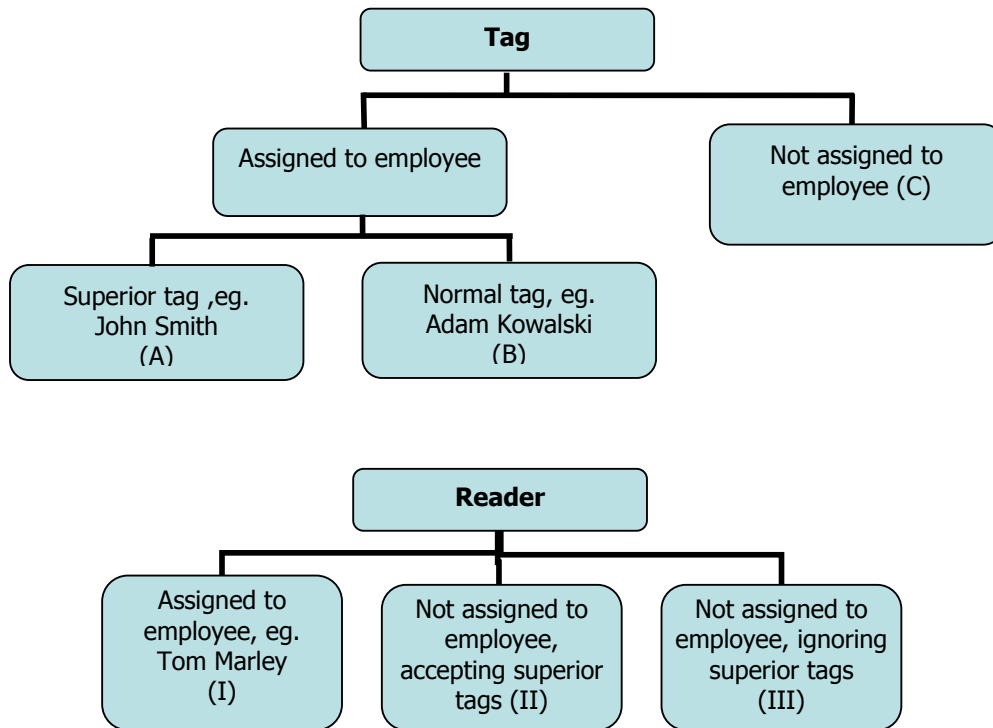 Tag
Assigned to employee
Not assigned to
employee (C)
Superior tag ,eg.
John Smith
(A)
Normal tag, eg.
Adam Kowalski
(B)
Reader
Assigned to
employee, eg.
Tom Marley
(I)
Not assigned to
employee,
accepting superior
tags (II)
Not assigned to
employee, ignoring
superior tags
(III)